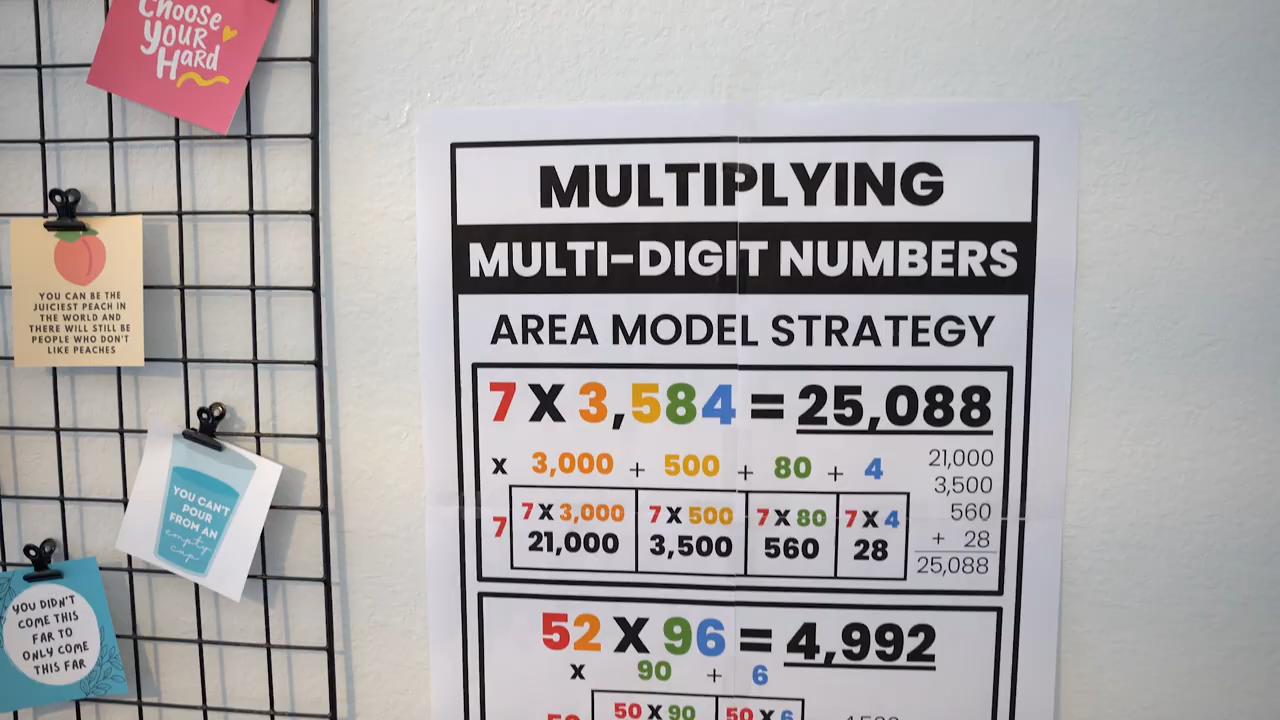 Choose
YOUR
Hard
YOU CAN BE THE
JUICIEST PEACH IN
THE WORLD AND
THERE WILL STILL BE
PEOPLE WHO DON'T
LIKE PEACHES
YOU CAN'T
POUR
FROM AN
empty
cup
YOU DIDN'T
COME THIS
FAR TO
ONLY COME
THIS FAR
MULTIPLYING
MULTI-DIGIT NUMBERS
AREA MODEL STRATEGY
7 X 3,584 = 25,088
x 3,000 + 500 + 80 + 4
7
7 X 3,000 7 X 500 7 X 80 7 X 4
21,000 3,500 560 28
21,000
3,500
560
+ 28
25,088
52 X 96 = 4,992
x 90 + 6
50 X 90 50 X 6